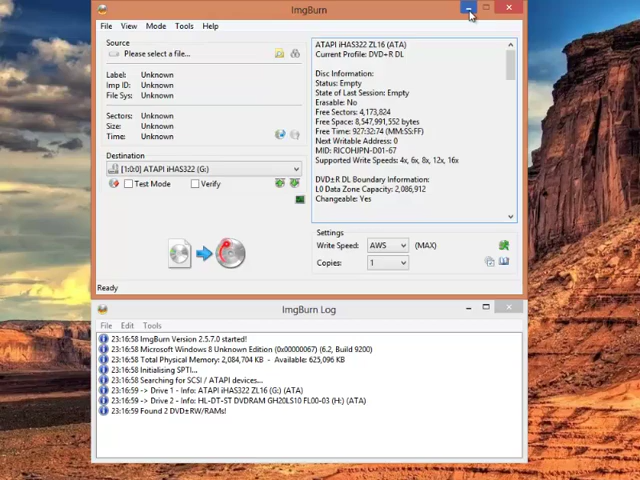 ImgBurn
File View Mode Tools Help
Source
Please select a file...
Label: Unknown
Imp ID: Unknown
File Sys: Unknown
Sectors: Unknown
Size: Unknown
Time: Unknown
Destination
[1:0:0] ATAPI iHAS322 (G:)
Test Mode Verify
ATAPI iHAS322 ZL16 (ATA)
Current Profile: DVD+R DL
Disc Information:
Status: Empty
State of Last Session: Empty
Erasable: No
Free Sectors: 4,173,824
Free Space: 8,547,991,552 bytes
Free Time: 927:32:74 (MM:SS:FF)
Next Writable Address: 0
MID: RICOHJPN-D01-67
Supported Write Speeds: 4x, 6x, 8x, 12x, 16x
DVD±R DL Boundary Information:
L0 Data Zone Capacity: 2,086,912
Changeable: Yes
Settings
Write Speed: AWS (MAX)
Copies: 1
Ready
ImgBurn Log
File Edit Tools
23:16:58 ImgBurn Version 2.5.7.0 started!
23:16:58 Microsoft Windows 8 Unknown Edition (0x00000067) (6.2, Build 9200)
23:16:58 Total Physical Memory: 2,084,704 KB - Available: 625,096 KB
23:16:58 Initialising SPTI...
23:16:58 Searching for SCSI / ATAPI devices...
23:16:59 -> Drive 1 - Info: ATAPI iHAS322 ZL16 (G:) (ATA)
23:16:59 -> Drive 2 - Info: HL-DT-ST DVDRAM GH20LS10 FL00-03 (H:) (ATA)
23:16:59 Found 2 DVD±RW/RAMs!